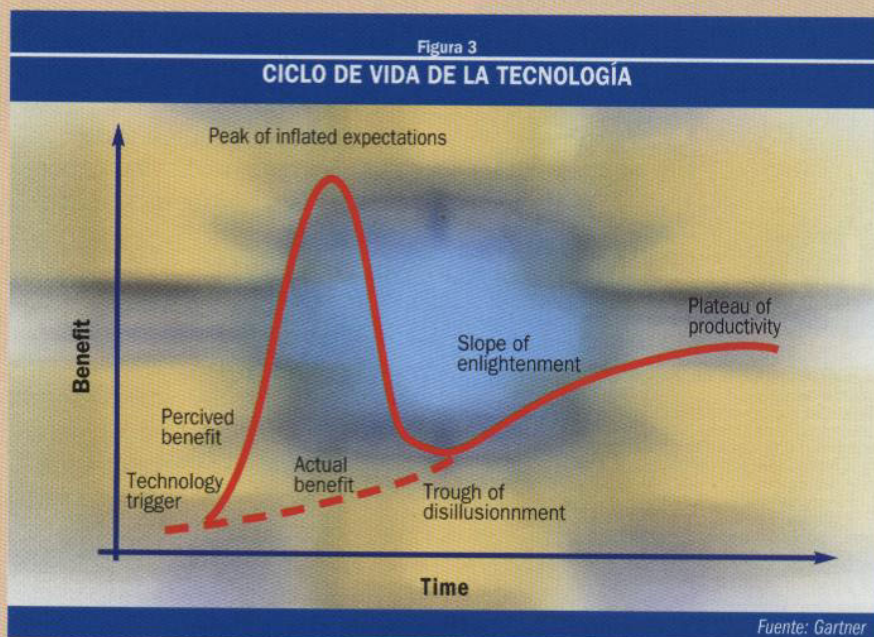 Figura 3
CICLO DE VIDA DE LA TECNOLOGÍA
Peak of inflated expectations
Benefit
Plateau of
productivity
Slope of
enlightenment
Percived
benefit
Actual
benefit
Technology
trigger
Trough of
disillusionnment
Time
Fuente: Gartner